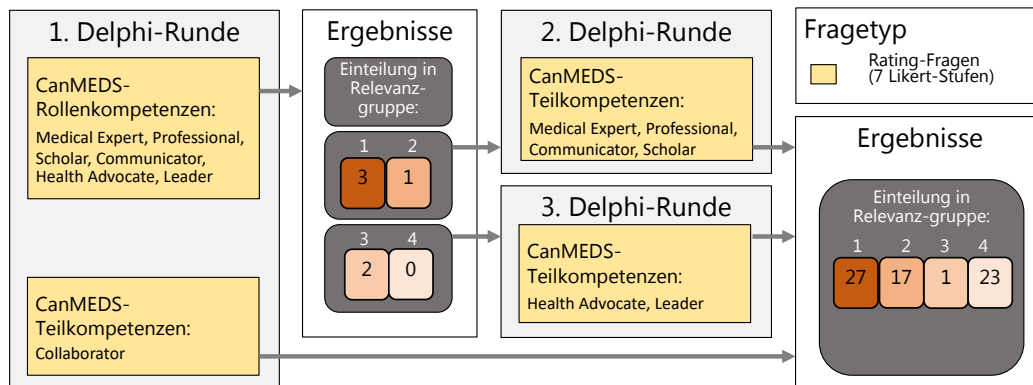 1. Delphi-Runde
CanMEDS-
Rollenkompetenzen:
Medical Expert, Professional,
Scholar, Communicator,
Health Advocate, Leader
CanMEDS-
Teilkompetenzen:
Collaborator
Ergebnisse
Einteilung in
Relevanz-
gruppe:
1 2
3 1
3 4
2 0
2. Delphi-Runde
CanMEDS-
Teilkompetenzen:
Medical Expert, Professional,
Communicator, Scholar
3. Delphi-Runde
CanMEDS-
Teilkompetenzen:
Health Advocate, Leader
Fragetyp
Rating-Fragen
(7 Likert-Stufen)
Ergebnisse
Einteilung in
Relevanz-gruppe:
1 2 3 4
27 17 1 23